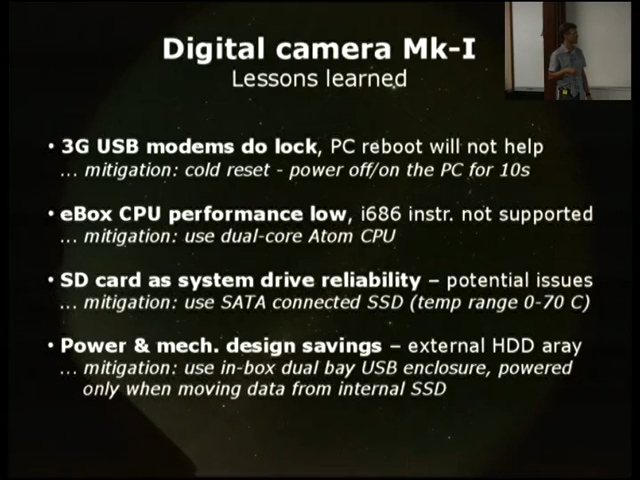 Digital camera Mk-I
Lessons learned
• 3G USB modems do lock, PC reboot will not help
... mitigation: cold reset - power off/on the PC for 10s
• eBox CPU performance low, i686 instr. not supported
... mitigation: use dual-core Atom CPU
• SD card as system drive reliability – potential issues
... mitigation: use SATA connected SSD (temp range 0-70 C)
• Power & mech. design savings – external HDD aray
... mitigation: use in-box dual bay USB enclosure, powered
only when moving data from internal SSD